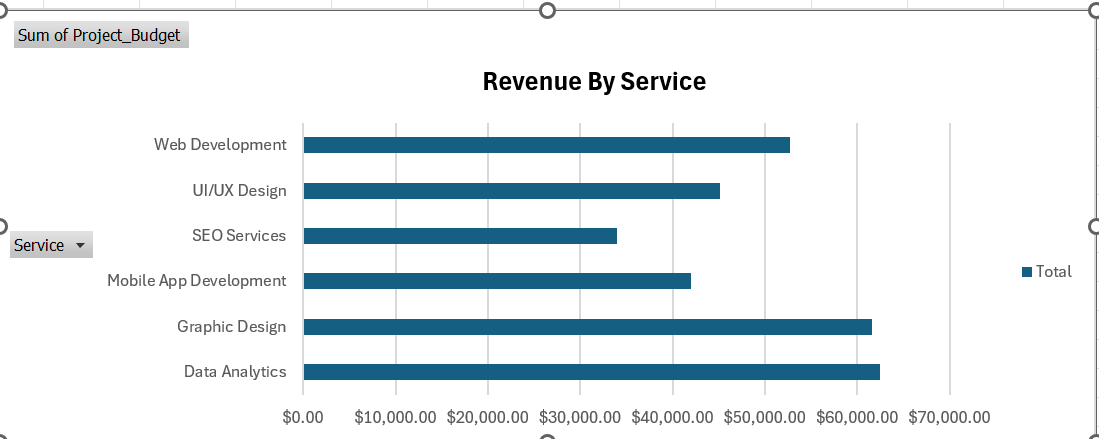 Sum of Project_Budget
Revenue By Service
Web Development
UI/UX Design
SEO Services
Service
Mobile App Development
Total
Graphic Design
Data Analytics
$0.00 $10,000.00 $20,000.00 $30,000.00 $40,000.00 $50,000.00 $60,000.00 $70,000.00